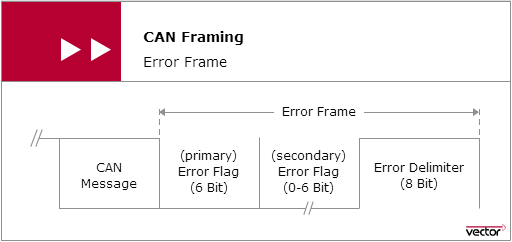 CAN Framing
Error Frame
Error Frame
CAN
Message
(primary)
Error Flag
(6 Bit)
(secondary)
Error Flag
(0-6 Bit)
Error Delimiter
(8 Bit)
vector